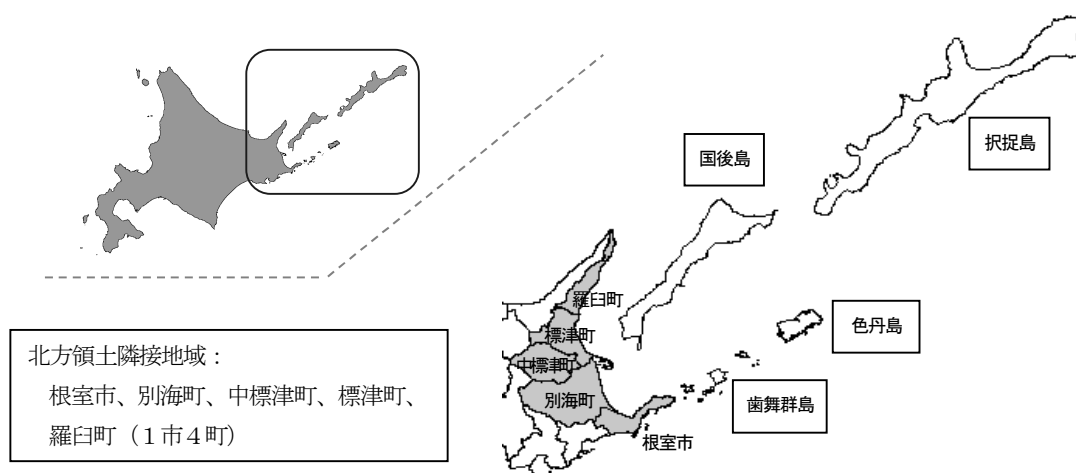 択捉島
国後島
羅臼町
標津町
中標津町
別海町
根室市
色丹島
歯舞群島
北方領土隣接地域：
根室市、別海町、中標津町、標津町、
羅臼町（１市４町）